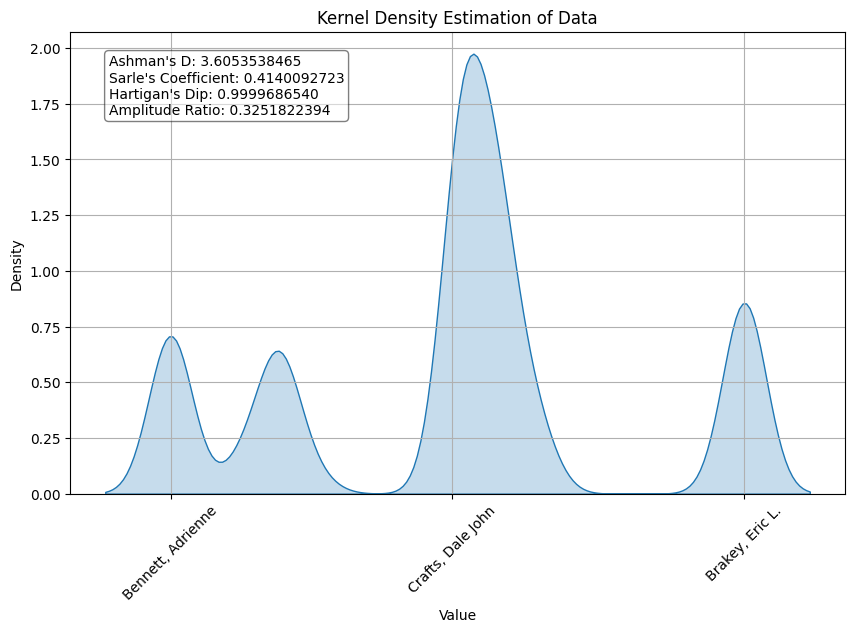 Kernel Density Estimation of Data
Ashman's D: 3.6053538465
Sarle's Coefficient: 0.4140092723
Hartigan's Dip: 0.9999686540
Amplitude Ratio: 0.3251822394
Density
2.00
1.75
1.50
1.25
1.00
0.75
0.50
0.25
0.00
Bennett, Adrienne
Crafts, Dale John
Brakey, Eric L.
Value